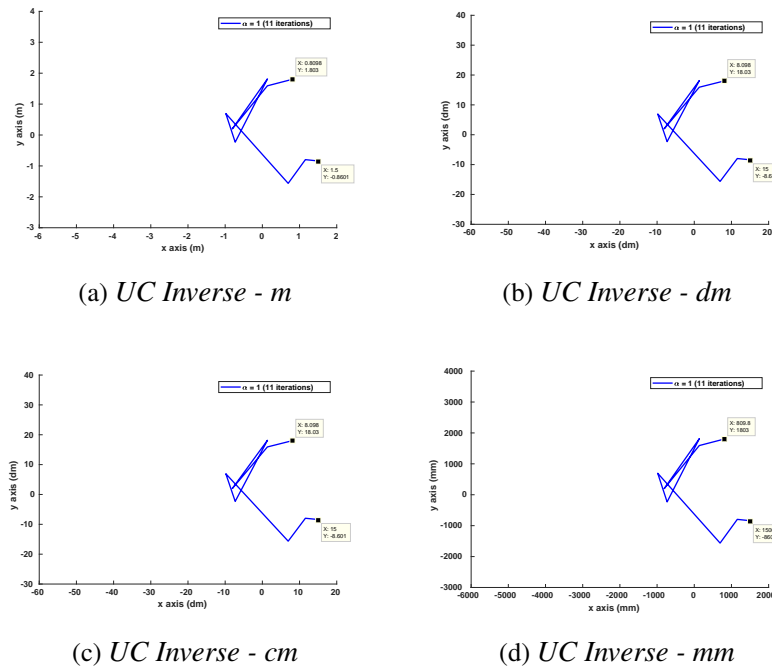 α = 1 (11 iterations)
X: 0.8098
Y: 1.803
X: 1.5
Y: -0.8601
4
3
2
1
0
-1
-2
-3
y axis (m)
-6 -5 -4 -3 -2 -1 0 1 2
x axis (m)
(a) UC Inverse - m
α = 1 (11 iterations)
X: 8.098
Y: 18.03
X: 15
Y: -8.6
40
30
20
10
0
-10
-20
-30
y axis (dm)
-60 -50 -40 -30 -20 -10 0 10 20
x axis (dm)
(b) UC Inverse - dm
α = 1 (11 iterations)
X: 8.098
Y: 18.03
X: 15
Y: -8.601
40
30
20
10
0
-10
-20
-30
y axis (dm)
-60 -50 -40 -30 -20 -10 0 10 20
x axis (dm)
(c) UC Inverse - cm
α = 1 (11 iterations)
X: 809.8
Y: 1803
X: 150
Y: -860
4000
3000
2000
1000
0
-1000
-2000
-3000
y axis (mm)
-6000 -5000 -4000 -3000 -2000 -1000 0 1000 2000
x axis (mm)
(d) UC Inverse - mm